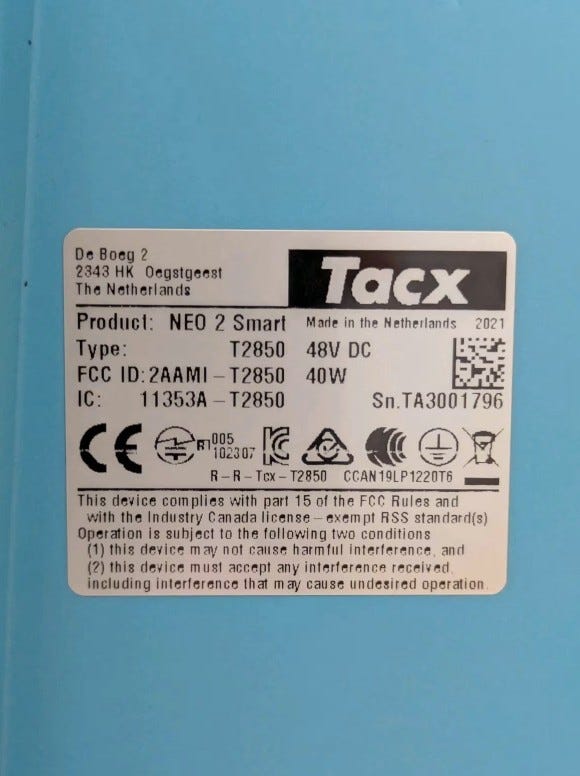 De Boeg 2
2343 HK Oegstgeest
The Netherlands
Tacx
Product: NEO 2 Smart Made in the Netherlands 2021
Type: T2850 48V DC
FCC ID: 2AAMI-T2850 40W
IC: 11353A-T2850 Sn.TA3001796
CE R 005
102307 KC
R-R-Tcx-T2850 CCAN19LP1220T6
This device complies with part 15 of the FCC Rules and
with the Industry Canada license-exempt RSS standard(s)
Operation is subject to the following two conditions
(1) this device may not cause harmful interference, and
(2) this device must accept any interference received,
including interference that may cause undesired operation.